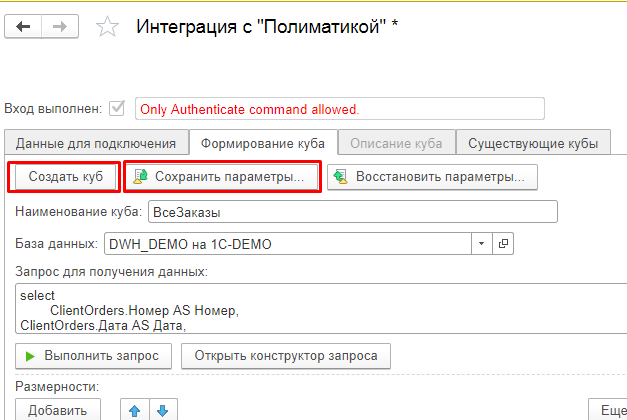 Интеграция с "Полиматикой" *
Вход выполнен: Only Authenticate command allowed.
Данные для подключения Формирование куба Описание куба Существующие кубы
Создать куб Сохранить параметры... Восстановить параметры...
Наименование куба: ВсеЗаказы
База данных: DWH_DEMO на 1C-DEMO
Запрос для получения данных:
select
ClientOrders.Номер AS Номер,
ClientOrders.Дата AS Дата,
Выполнить запрос Открыть конструктор запроса
Размерности:
Добавить Еще